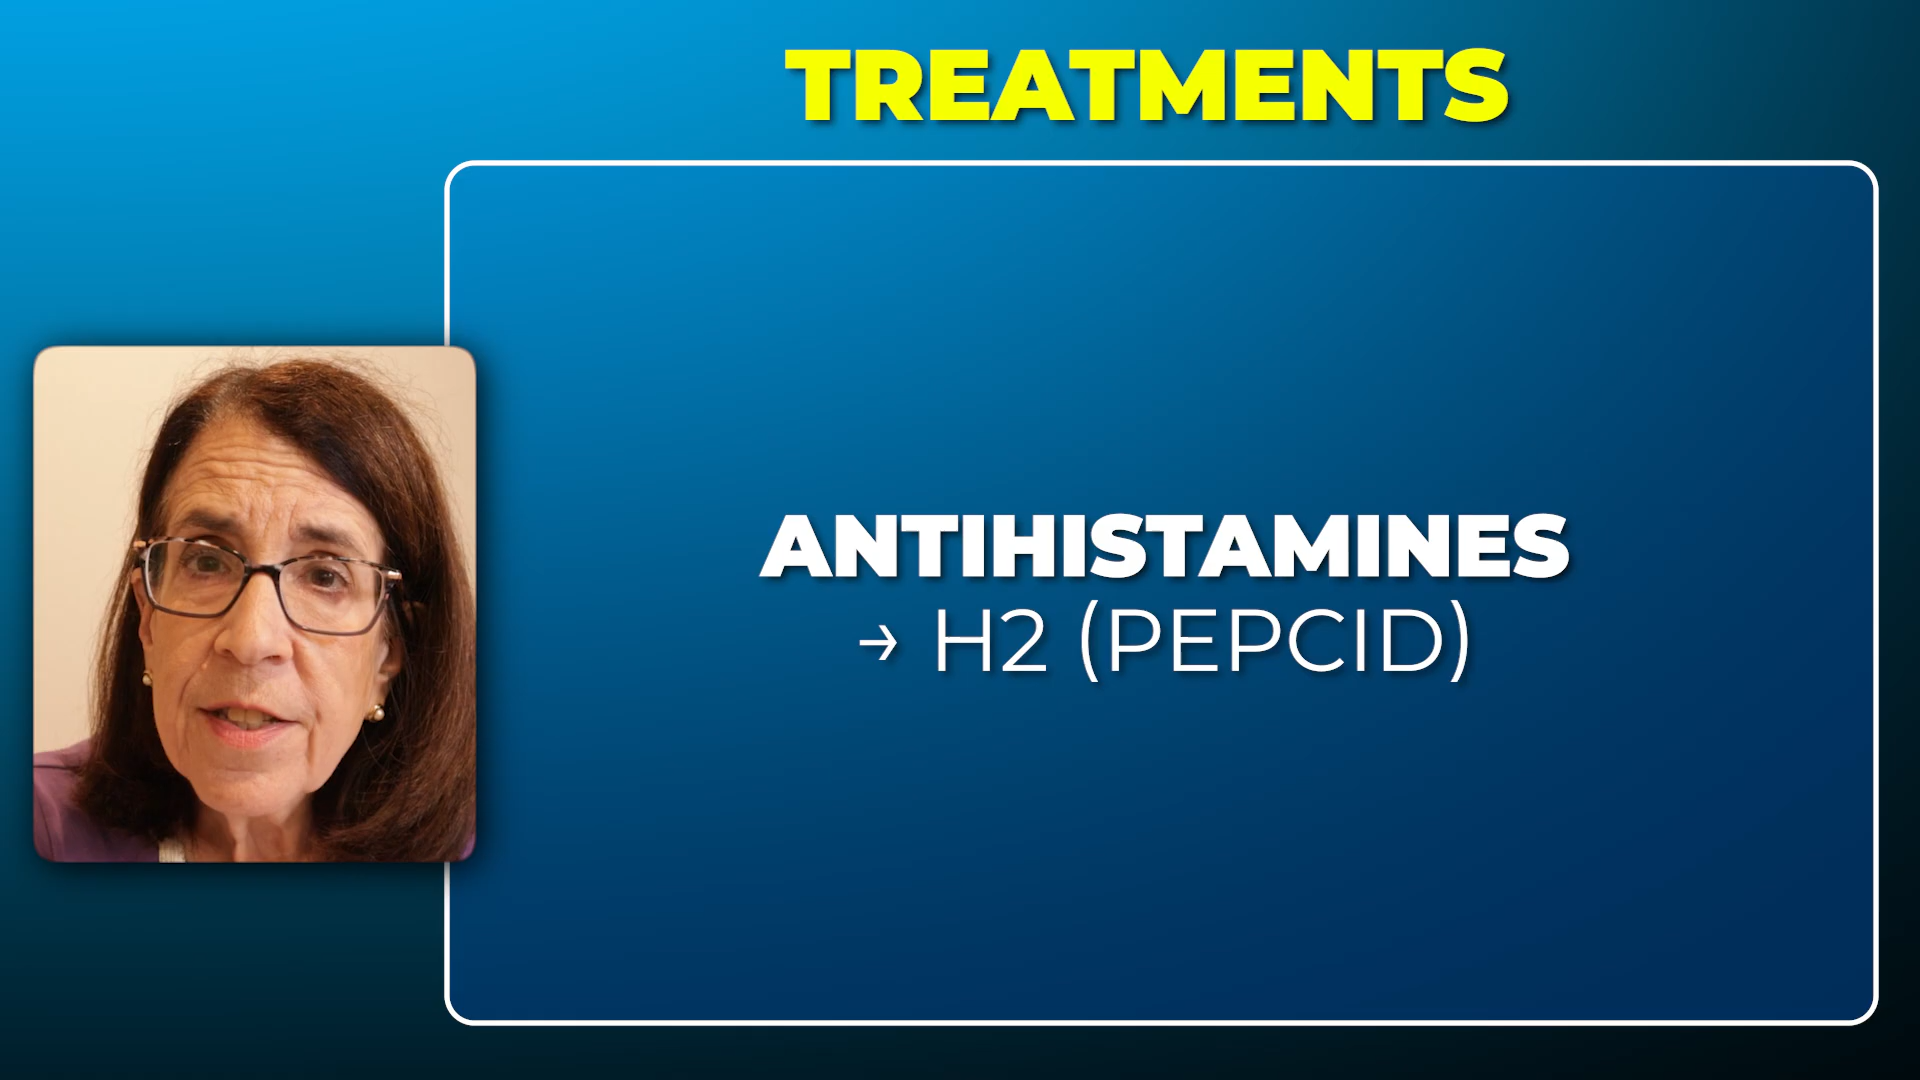 TREATMENTS
ANTIHISTAMINES
→ H2 (PEPCID)